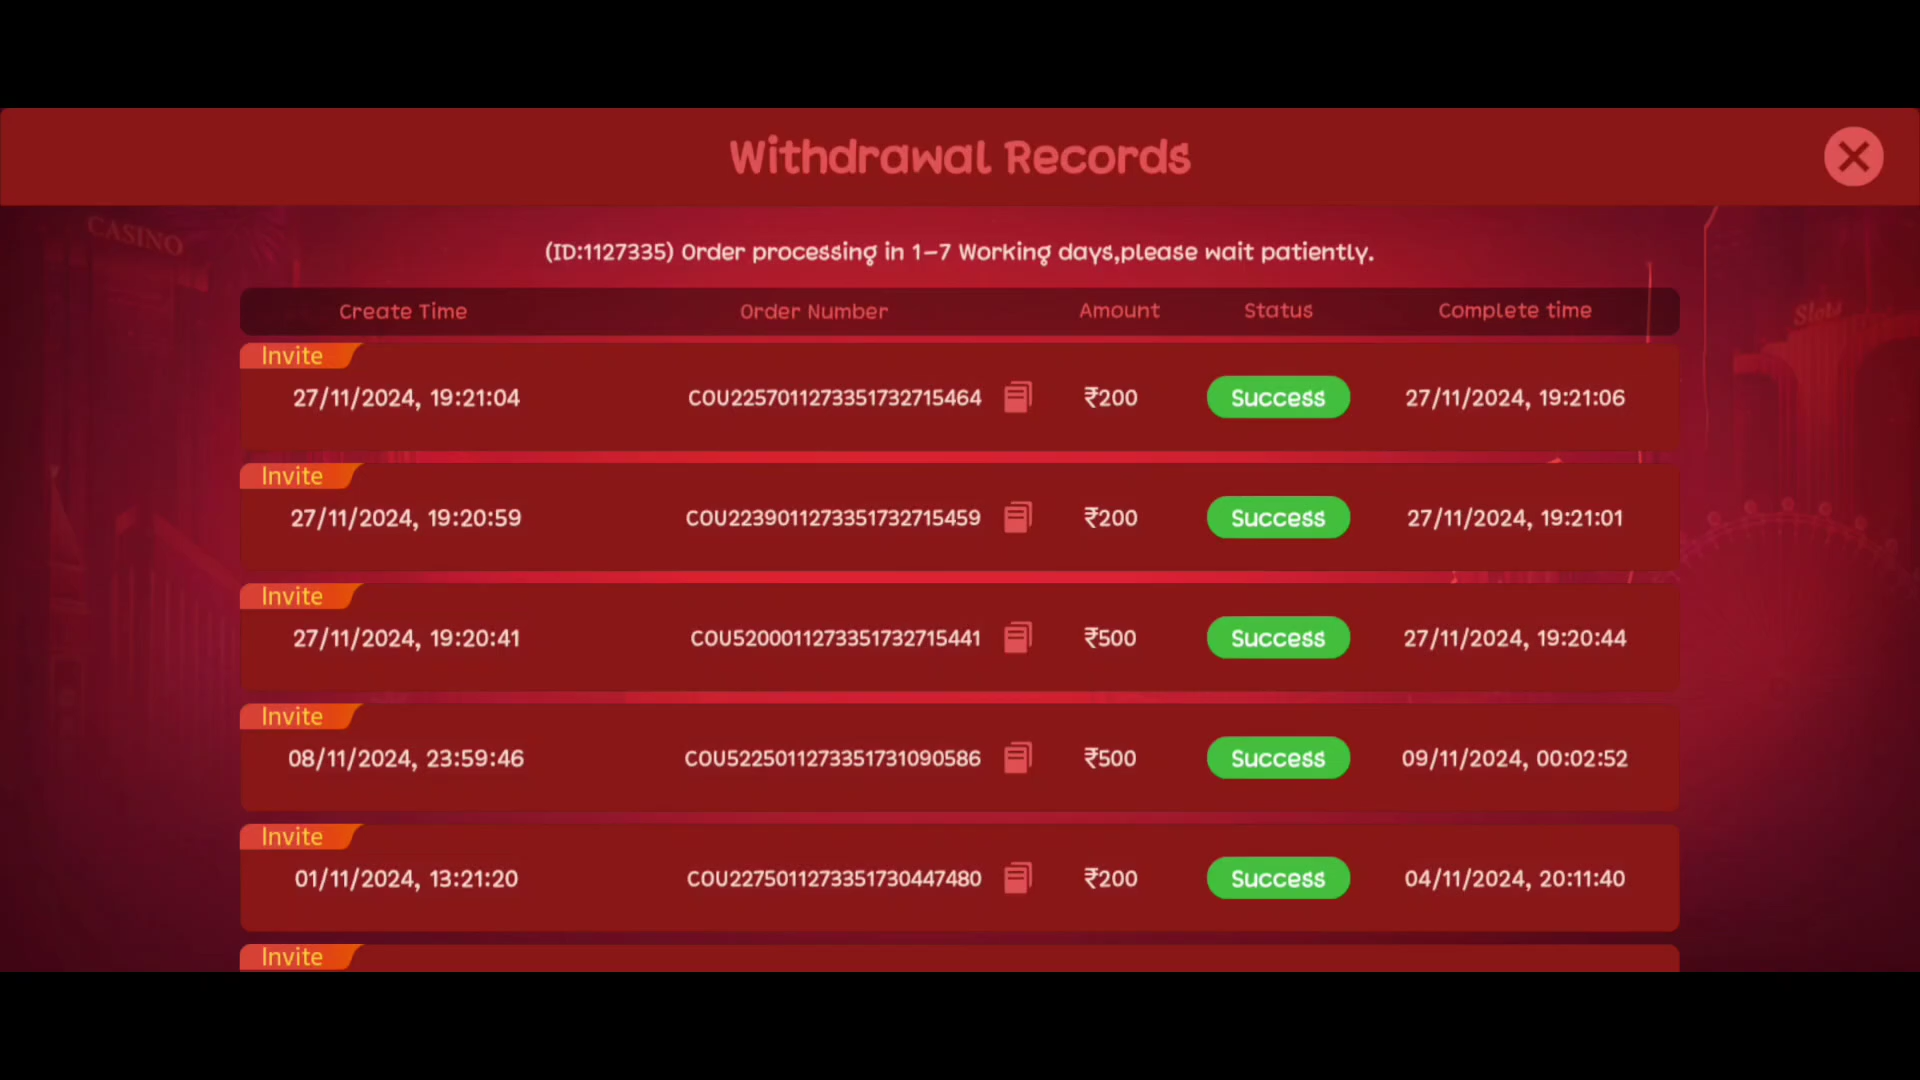 Withdrawal Records
CASINO
(ID:1127335) Order processing in 1-7 Working days,please wait patiently.
Slots
Create Time Order Number Amount Status Complete time
Invite
27/11/2024, 19:21:04 COU2257011273351732715464 ₹200 Success 27/11/2024, 19:21:06
Invite
27/11/2024, 19:20:59 COU2239011273351732715459 ₹200 Success 27/11/2024, 19:21:01
Invite
27/11/2024, 19:20:41 COU5200011273351732715441 ₹500 Success 27/11/2024, 19:20:44
Invite
08/11/2024, 23:59:46 COU5225011273351731090586 ₹500 Success 09/11/2024, 00:02:52
Invite
01/11/2024, 13:21:20 COU2275011273351730447480 ₹200 Success 04/11/2024, 20:11:40
Invite